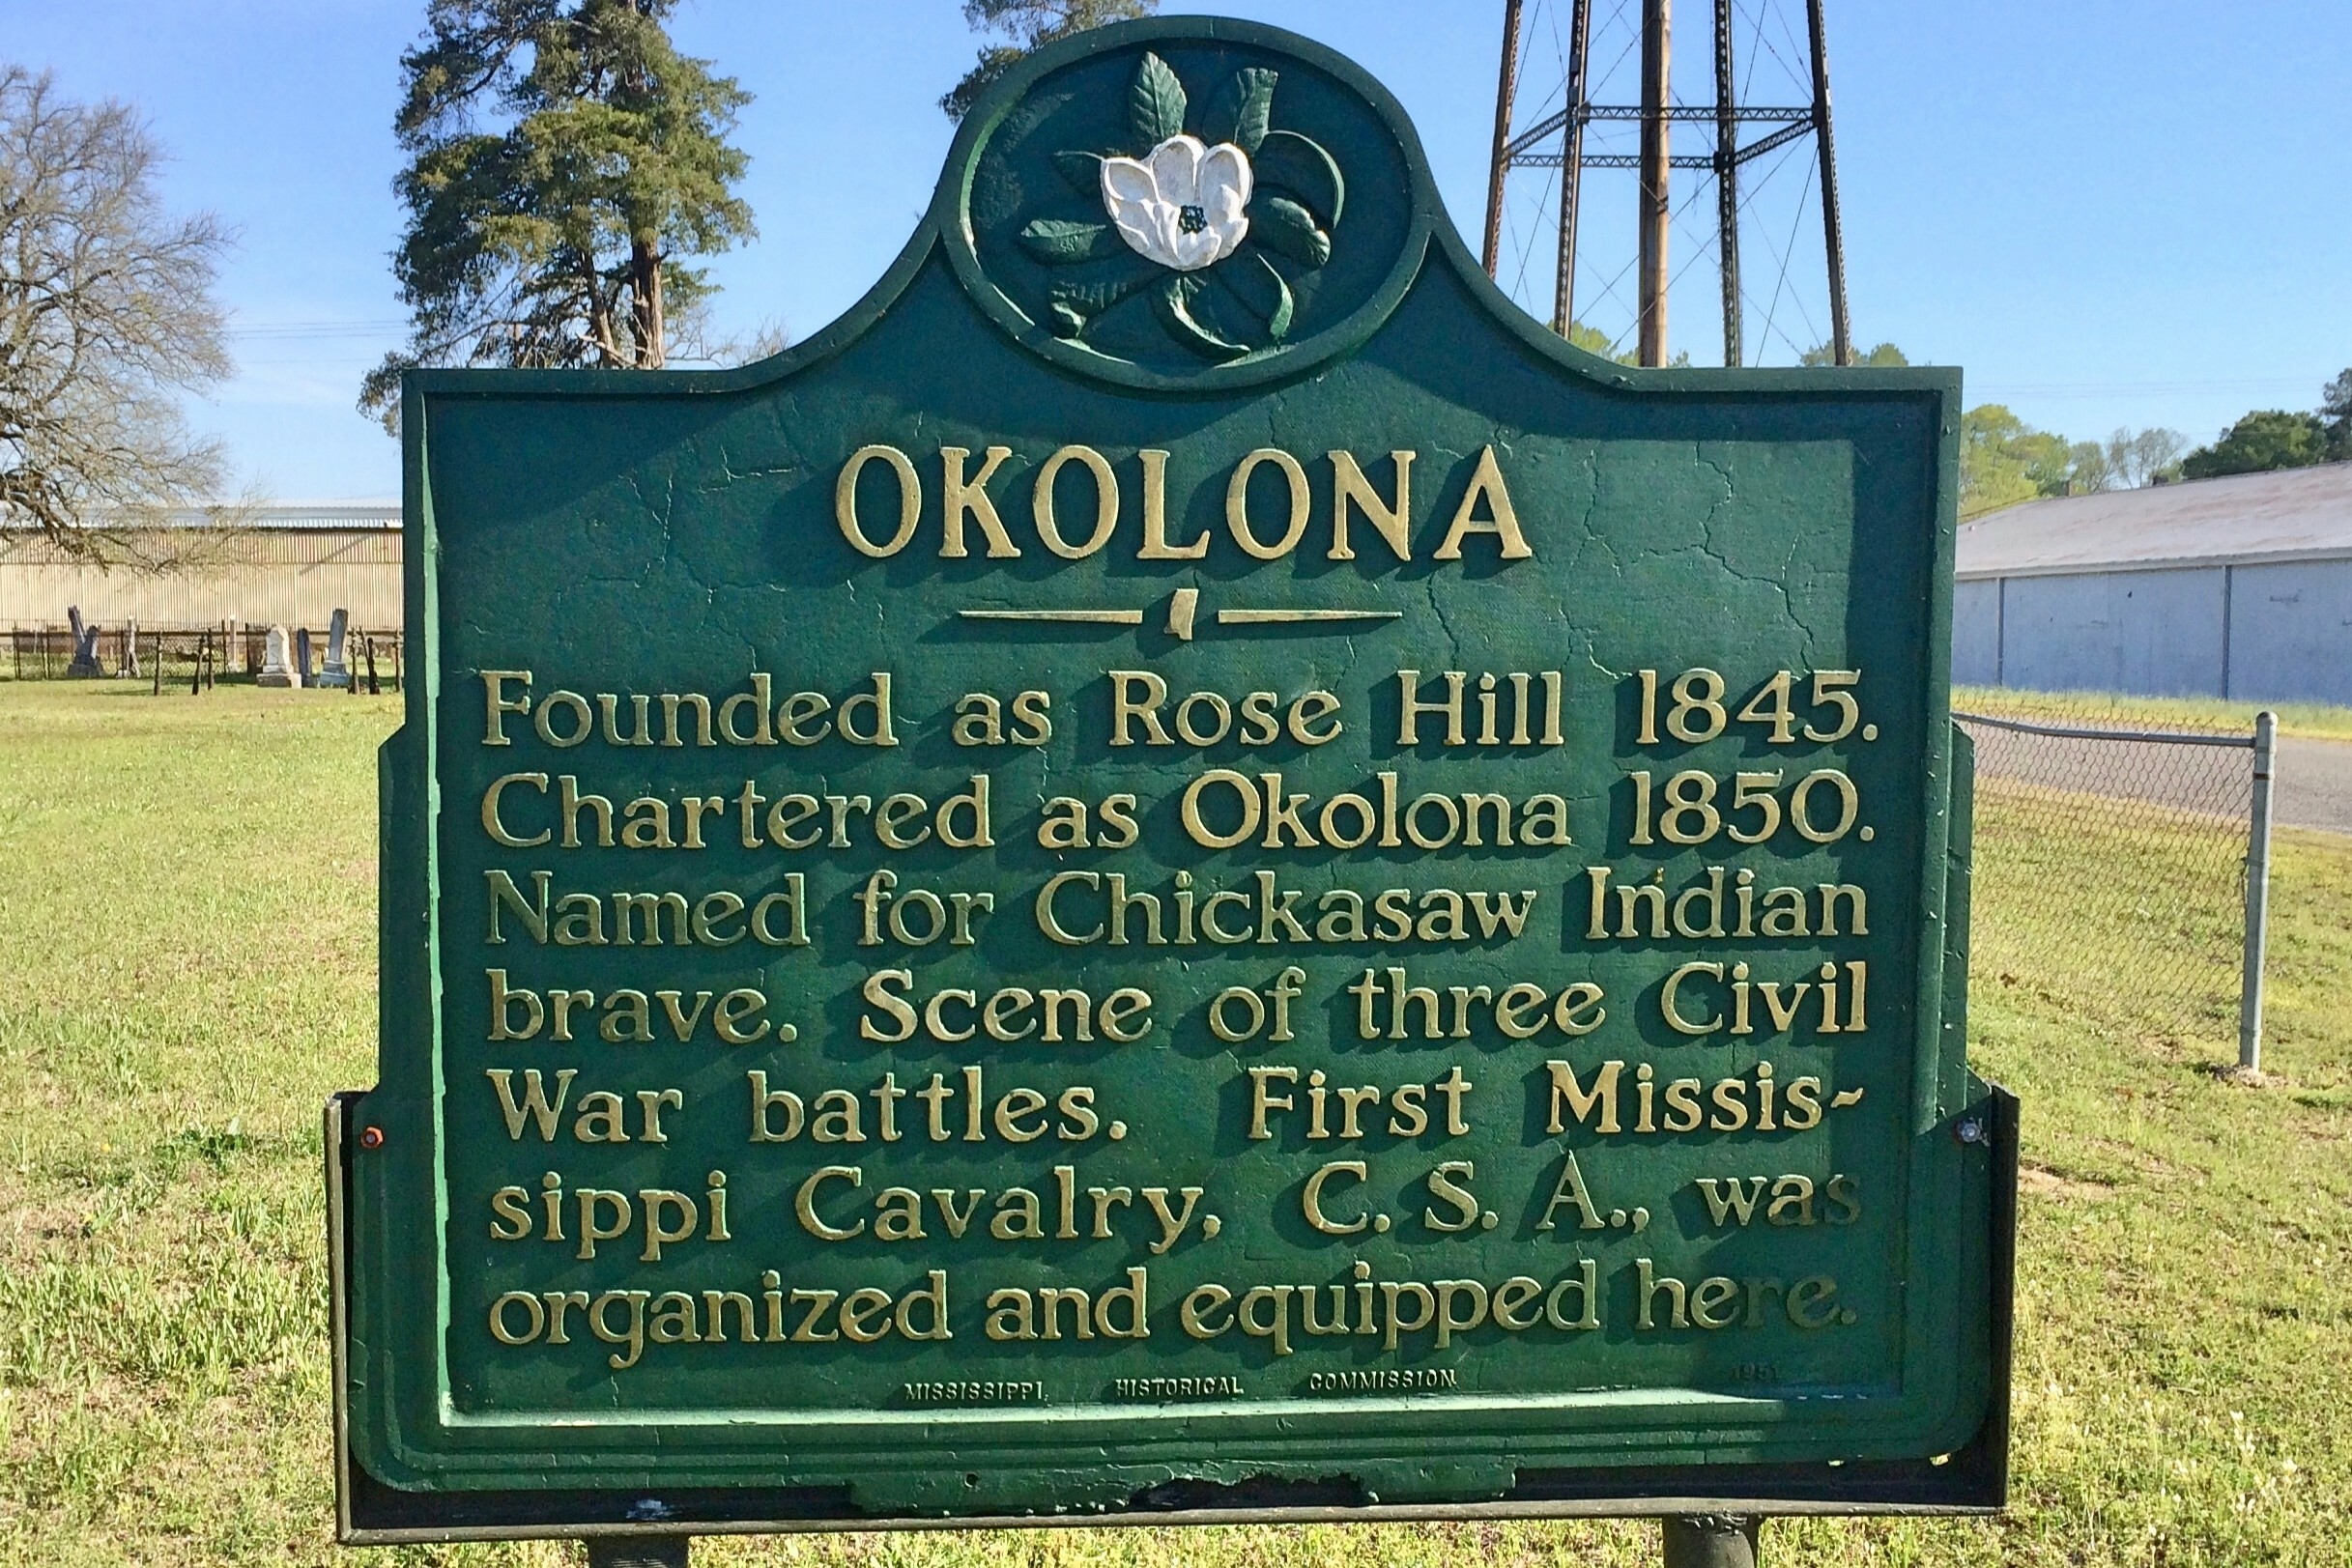 OKOLONA
Founded as Rose Hill 1845.
Chartered as Okolona 1850.
Named for Chickasaw Indian
brave. Scene of three Civil
War battles. First Missis-
sippi Cavalry, C. S. A., was
organized and equipped here.
MISSISSIPPI HISTORICAL COMMISSION 1951